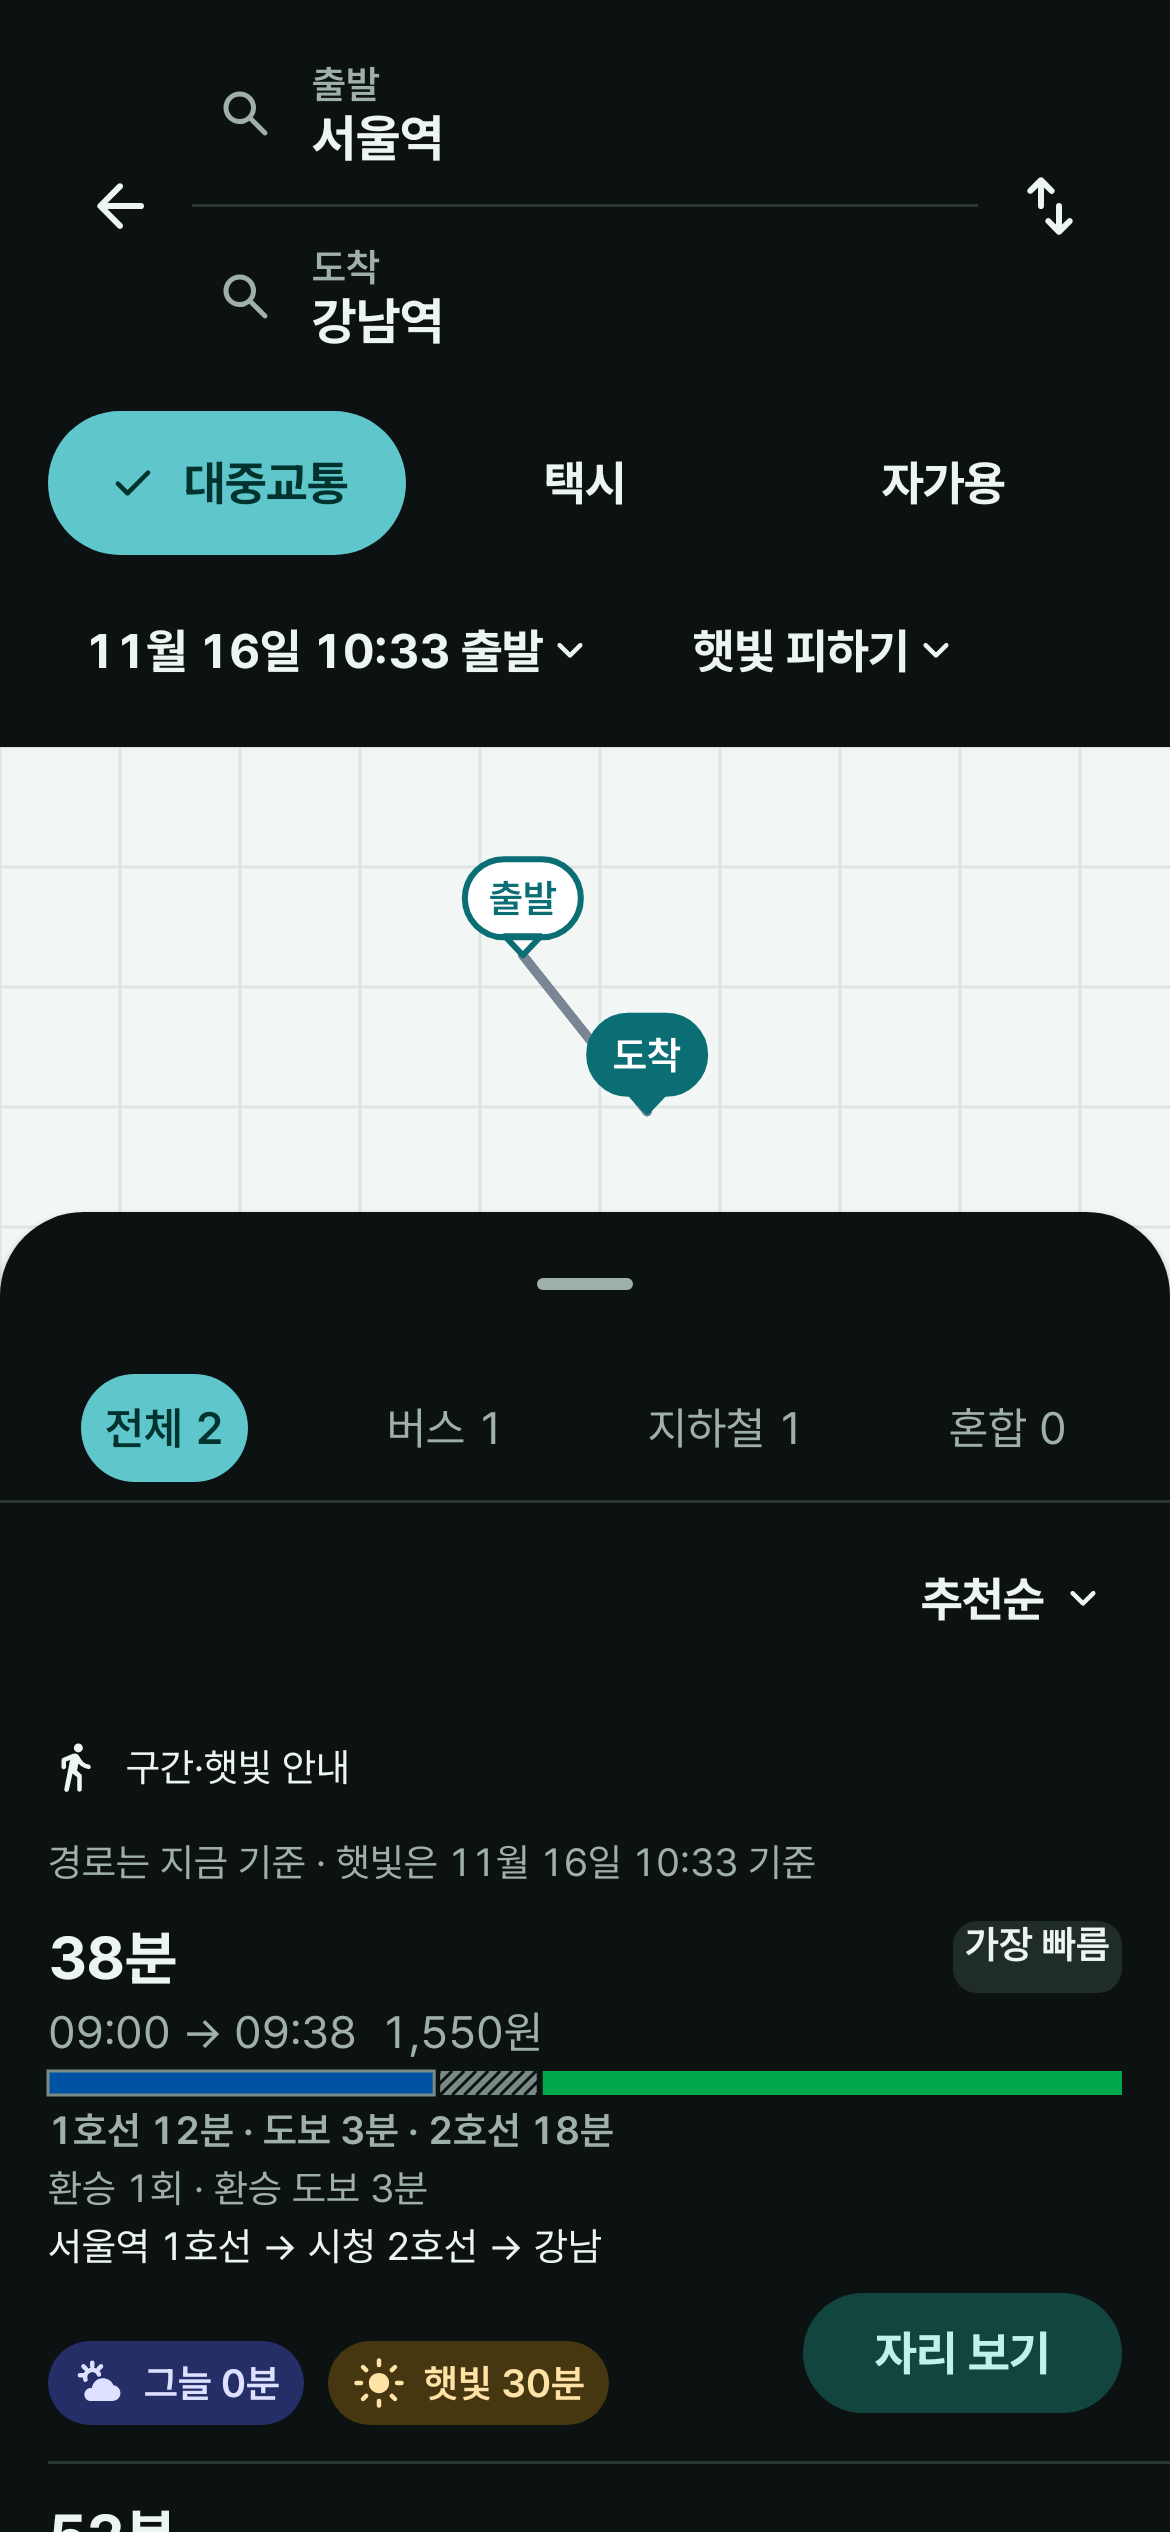 출발
서울역
도착
강남역
대중교통
택시
자가용
11월 16일 10:33 출발
햇빛 피하기
출발
도착
전체 2
버스 1
지하철 1
혼합 0
추천순
구간·햇빛 안내
경로는 지금 기준 · 햇빛은 11월 16일 10:33 기준
38분
가장 빠름
09:00 → 09:38 1,550원
1호선 12분 · 도보 3분 · 2호선 18분
환승 1회 · 환승 도보 3분
서울역 1호선 → 시청 2호선 → 강남
자리 보기
그늘 0분
햇빛 30분